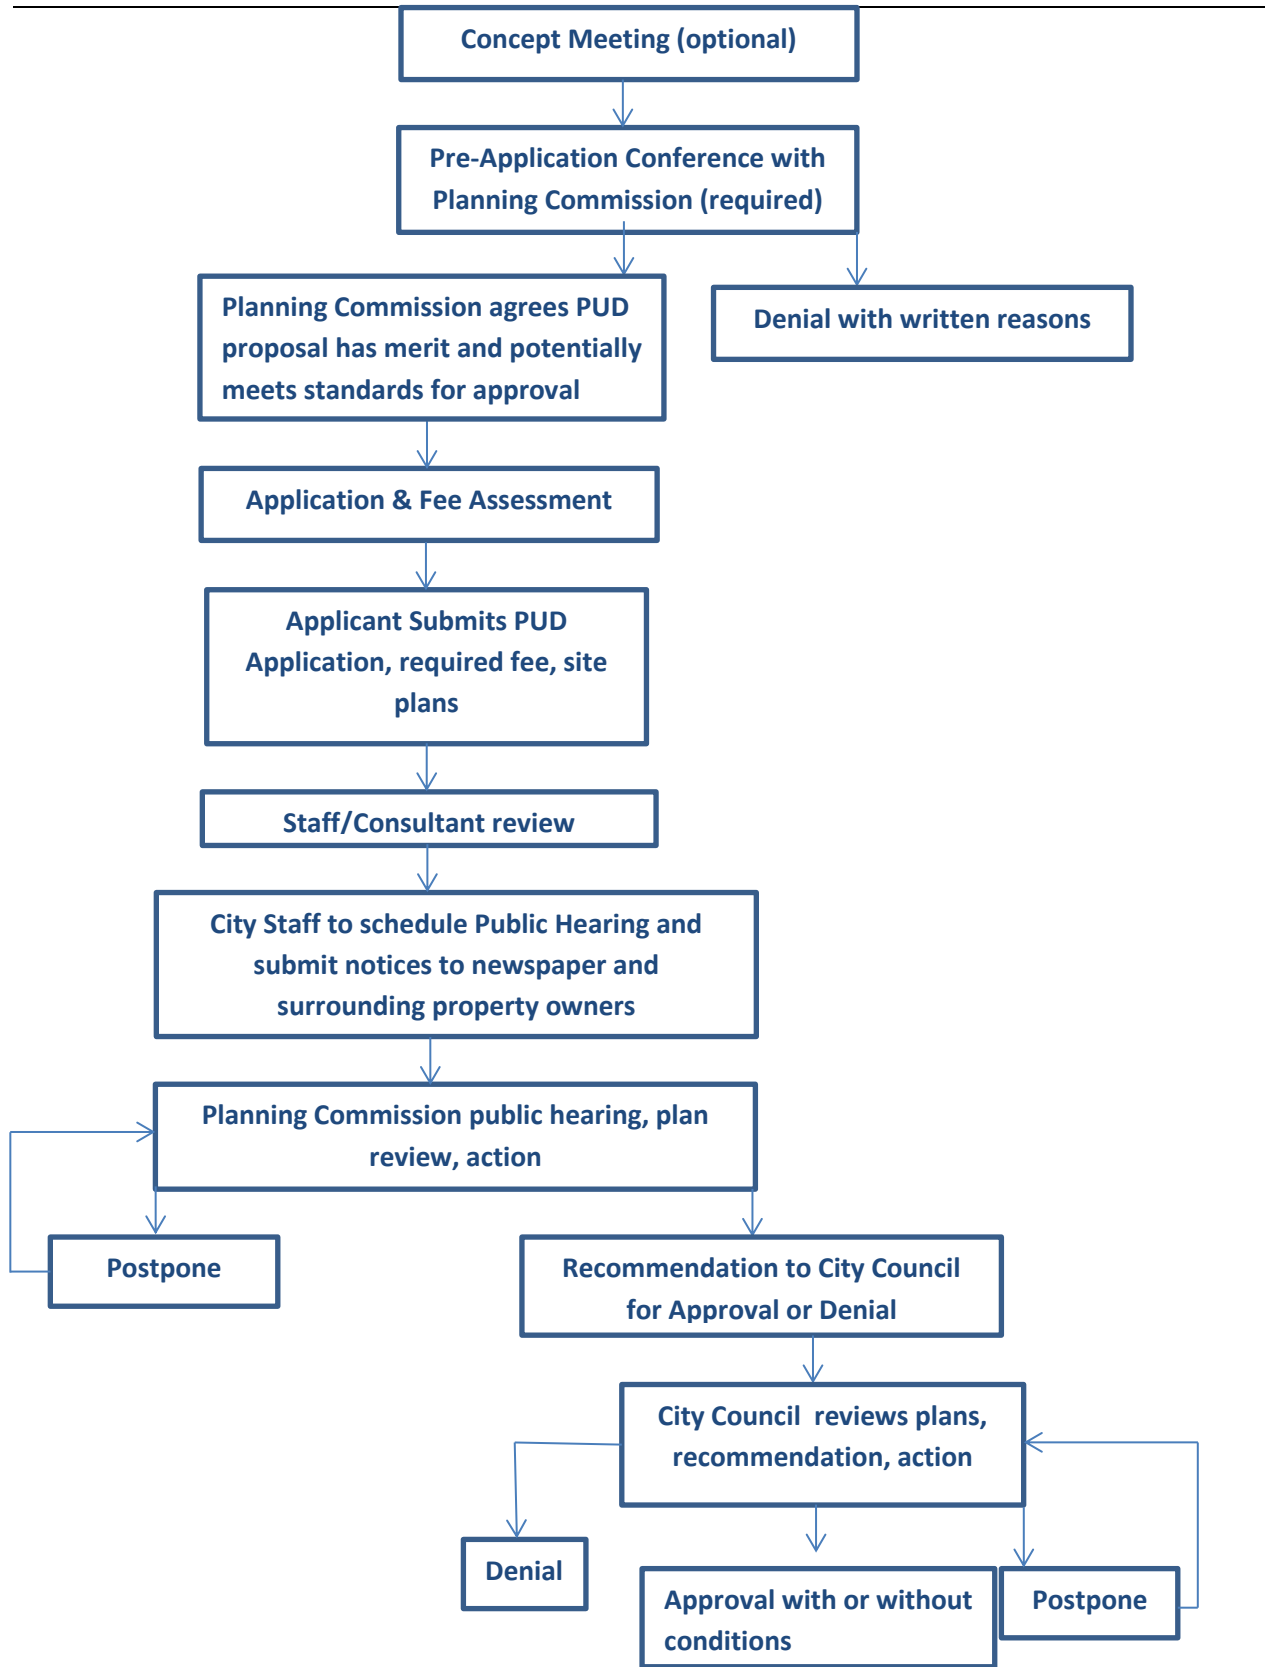 Concept Meeting (optional)
Pre-Application Conference with
Planning Commission (required)
Planning Commission agrees PUD
proposal has merit and potentially
meets standards for approval
Denial with written reasons
Application & Fee Assessment
Applicant Submits PUD
Application, required fee, site
plans
Staff/Consultant review
City Staff to schedule Public Hearing and
submit notices to newspaper and
surrounding property owners
Planning Commission public hearing, plan
review, action
Postpone
Recommendation to City Council
for Approval or Denial
City Council  reviews plans,
recommendation, action
Denial
Approval with or without
conditions
Postpone